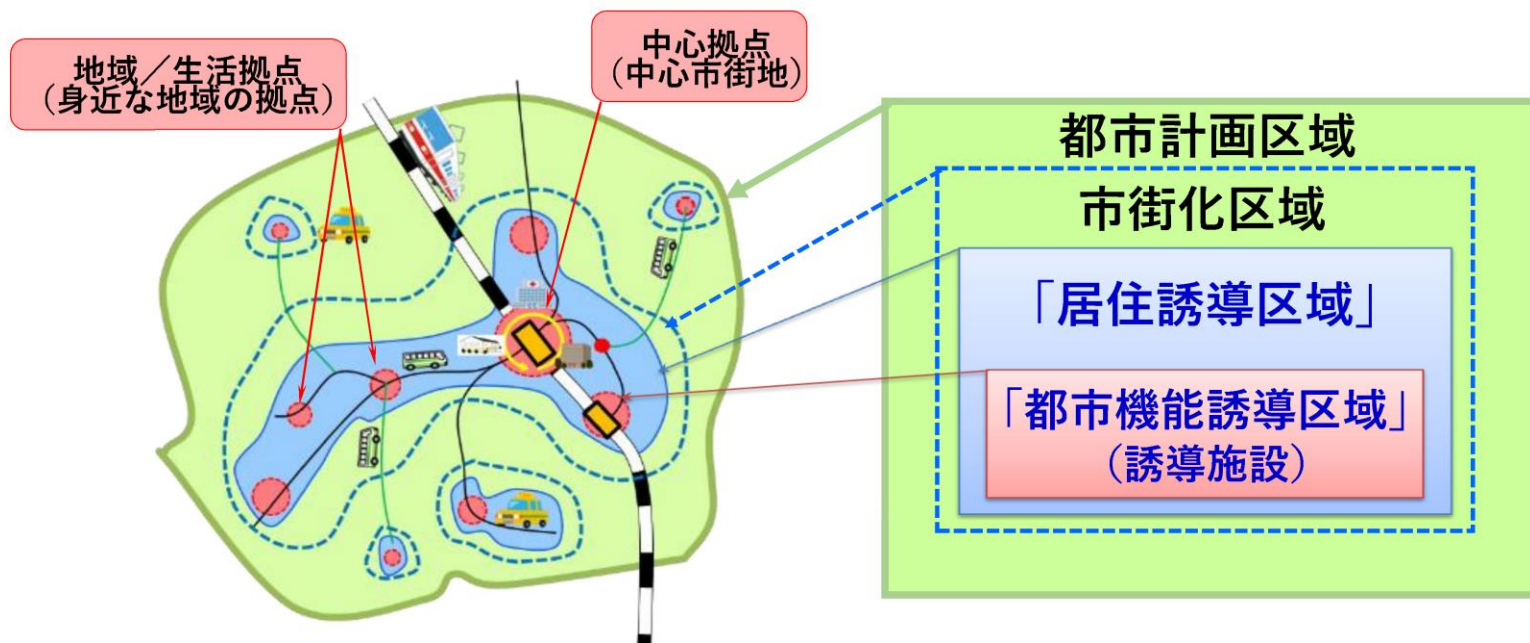 地域／生活拠点
（身近な地域の拠点）
中心拠点
（中心市街地）
都市計画区域
市街化区域
「居住誘導区域」
「都市機能誘導区域」
（誘導施設）